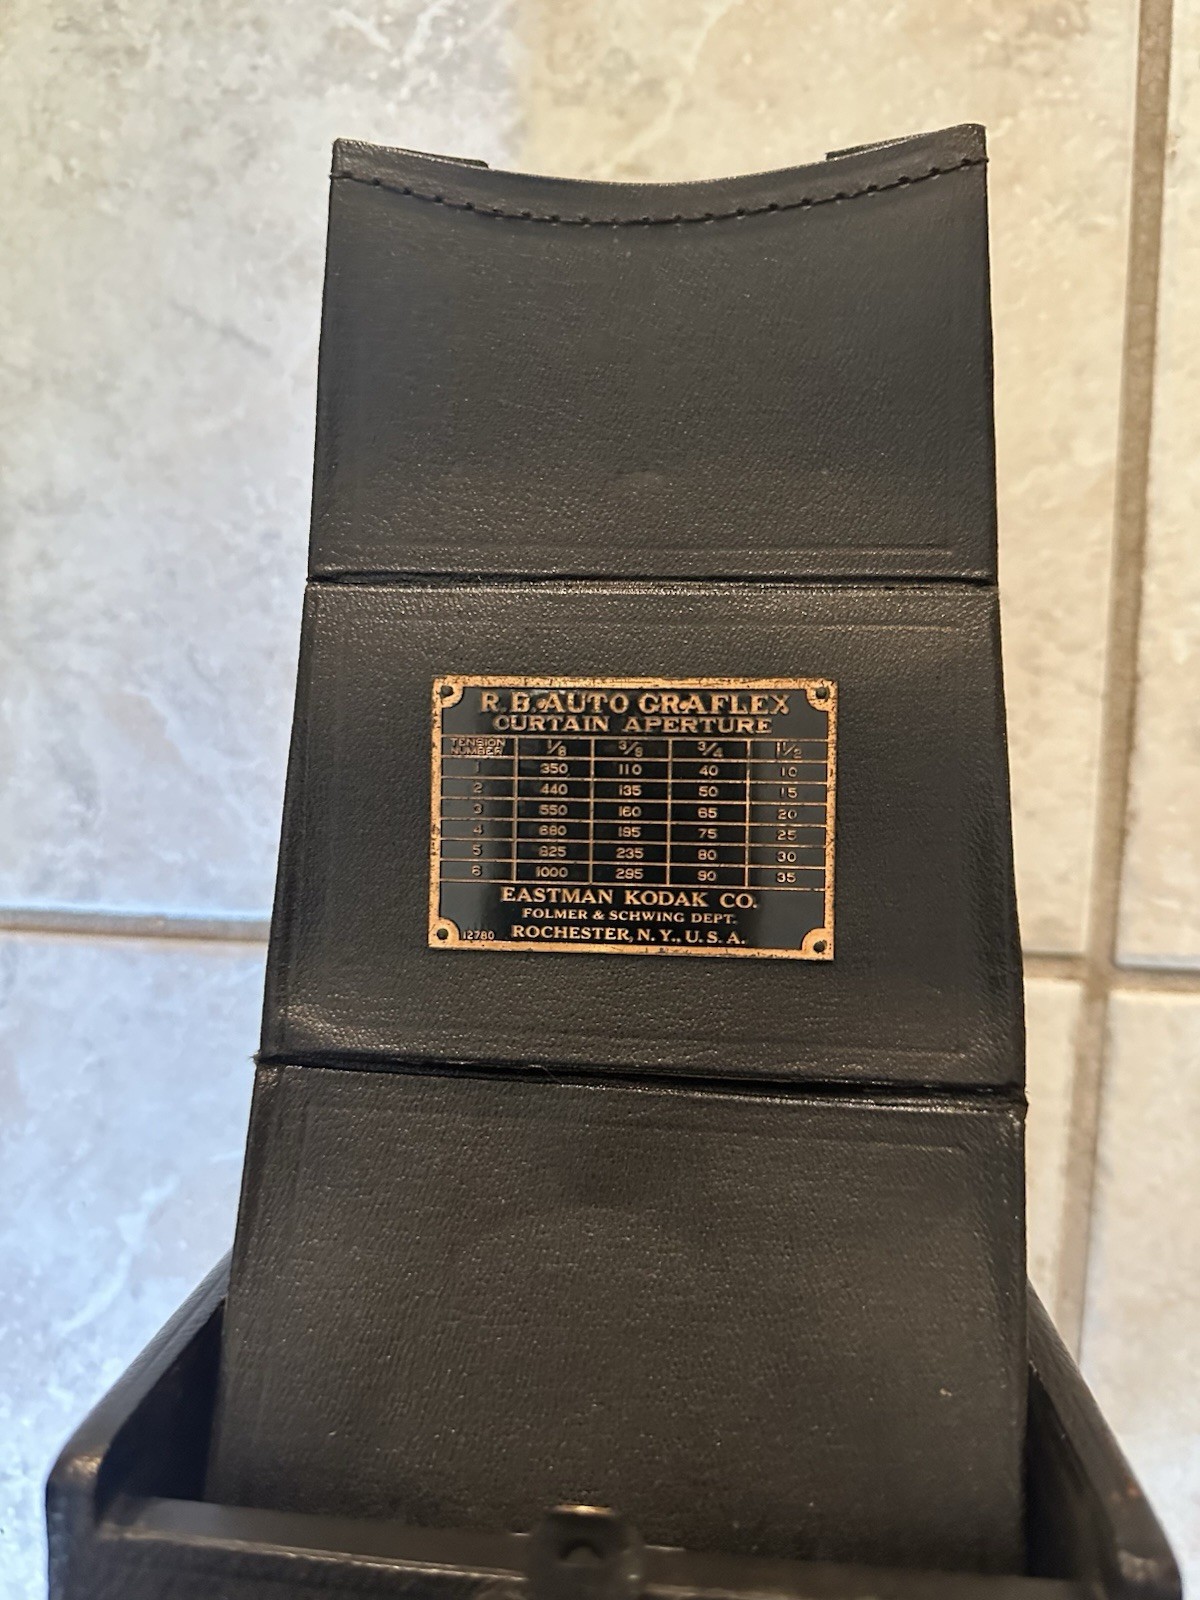 R.B. AUTO GRAFLEX
CURTAIN APERTURE
TENSION NUMBER 1/8 3/8 3/4 1 1/2
1 350 110 40 10
2 440 135 50 15
3 550 160 65 20
4 680 195 75 25
5 825 235 80 30
6 1000 295 90 35
EASTMAN KODAK CO.
FOLMER & SCHWING DEPT.
12780 ROCHESTER, N. Y., U. S. A.